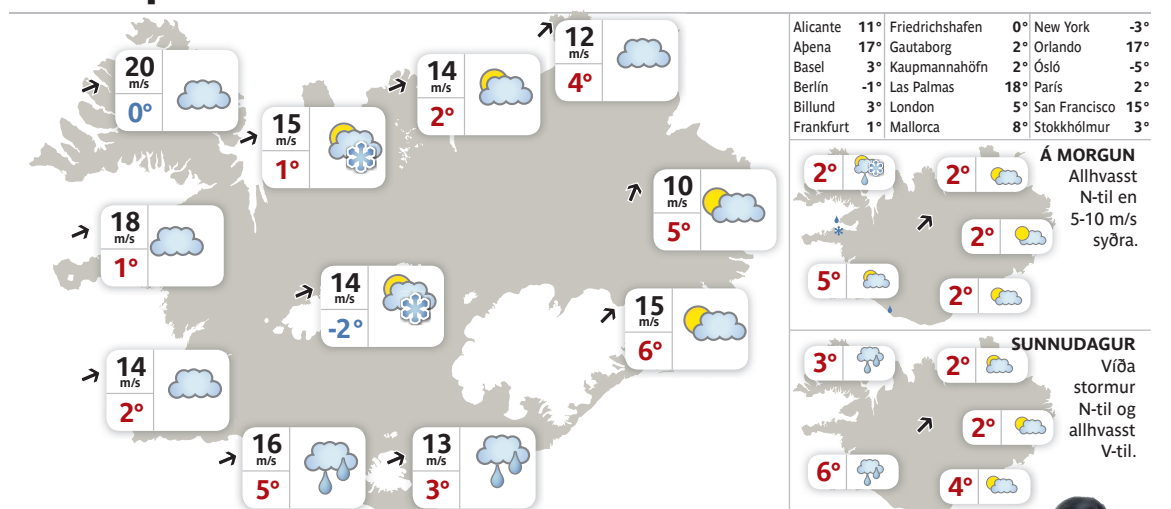 20
m/s
0°
15
m/s
1°
14
m/s
2°
12
m/s
4°
18
m/s
1°
10
m/s
5°
14
m/s
-2°
15
m/s
6°
14
m/s
2°
16
m/s
5°
13
m/s
3°
Alicante 11° Friedrichshafen 0° New York -3°
Aþena 17° Gautaborg 2° Orlando 17°
Basel 3° Kaupmannahöfn 2° Ósló -5°
Berlín -1° Las Palmas 18° París 2°
Billund 3° London 5° San Francisco 15°
Frankfurt 1° Mallorca 8° Stokkhólmur 3°
Á MORGUN
Allhvasst
N-til en
5-10 m/s
syðra.
2°
2°
2°
5°
2°
SUNNUDAGUR
Víða
stormur
N-til og
allhvasst
V-til.
3°
2°
2°
6°
4°